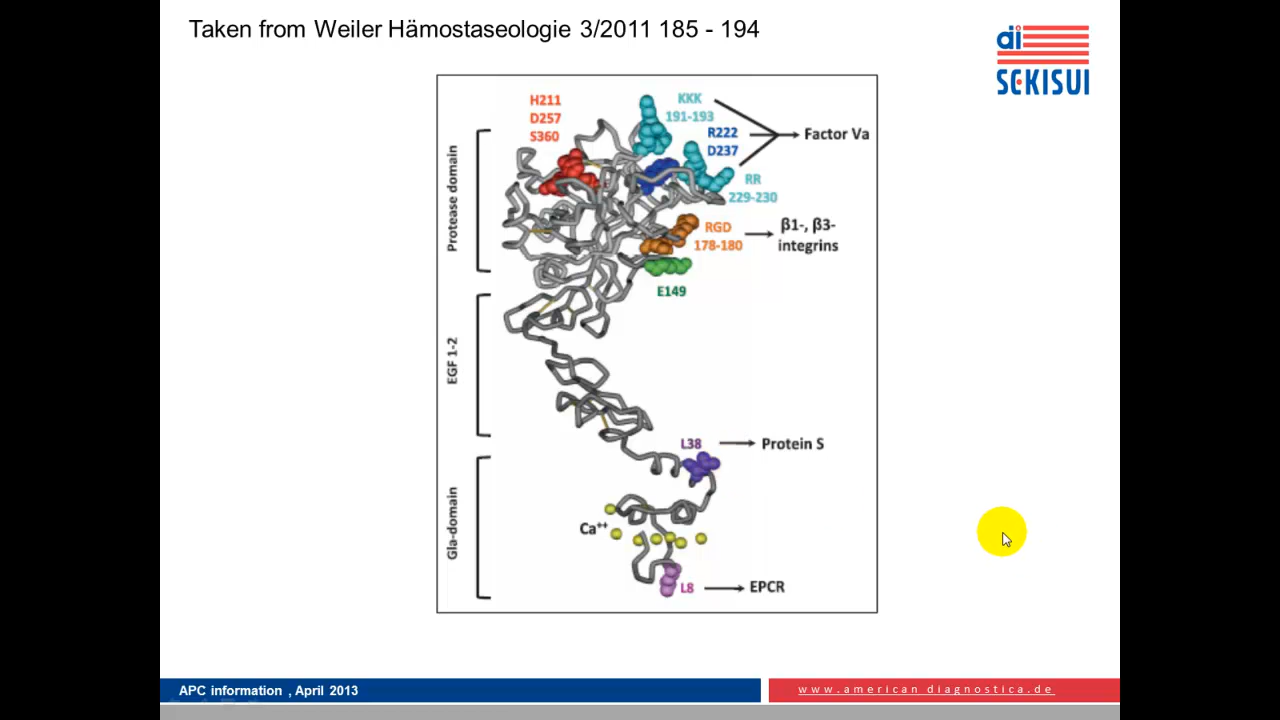 Taken from Weiler Hämostaseologie 3/2011 185 - 194
ai
SEKISUI
H211
D257
S360
KKK
191-193
R222
D237
Factor Va
RR
229-230
Protease domain
RGD
178-180
β1-, β3-
integrins
E149
EGF 1-2
L38
Protein S
Gla-domain
Ca⁺⁺
L8
EPCR
APC information , April 2013
www.american diagnostica.de